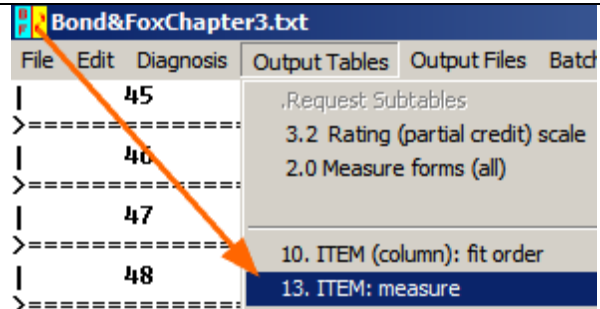 B F Bond&FoxChapter3.txt
File Edit Diagnosis Output Tables Output Files Batch
| 45
>=============
| 46
>=============
| 47
>=============
| 48
>=============
.Request Subtables
3.2 Rating (partial credit) scale
2.0 Measure forms (all)
10. ITEM (column): fit order
13. ITEM: measure